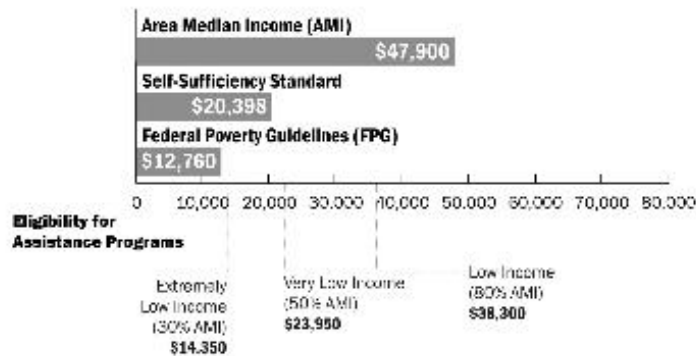 Area Median Income (AMI)
$47,900
Self-Sufficiency Standard
$20,398
Federal Poverty Guidelines (FPG)
$12,760
0 10,000 20,000 30,000 40,000 50,000 60,000 70,000 80,000
Eligibility for
Assistance Programs
Extremely
Low Income
(30% AMI)
$14,350
Very Low Income
(50% AMI)
$23,950
Low Income
(80% AMI)
$38,300